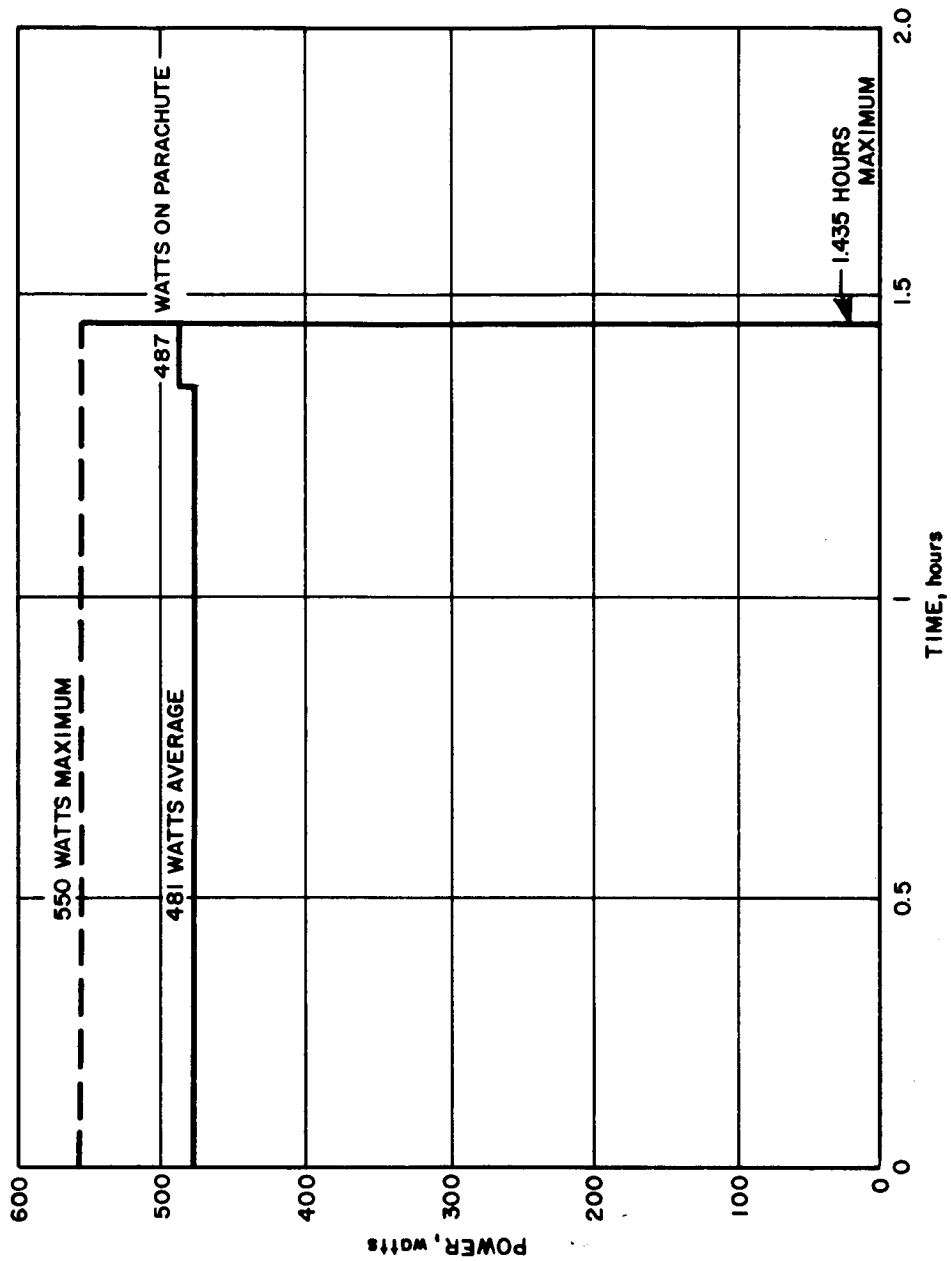 600
500
400
300
200
100
0
POWER, watts
550 WATTS MAXIMUM
481 WATTS AVERAGE
487 WATTS ON PARACHUTE
1.435 HOURS
MAXIMUM
0
0.5
1
1.5
2.0
TIME, hours